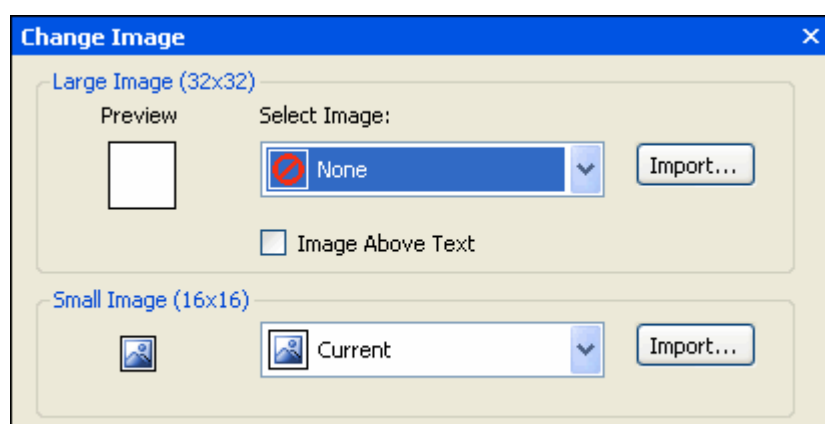 Change Image
Large Image (32x32)
Preview Select Image:
None Import...
Image Above Text
Small Image (16x16)
Current Import...